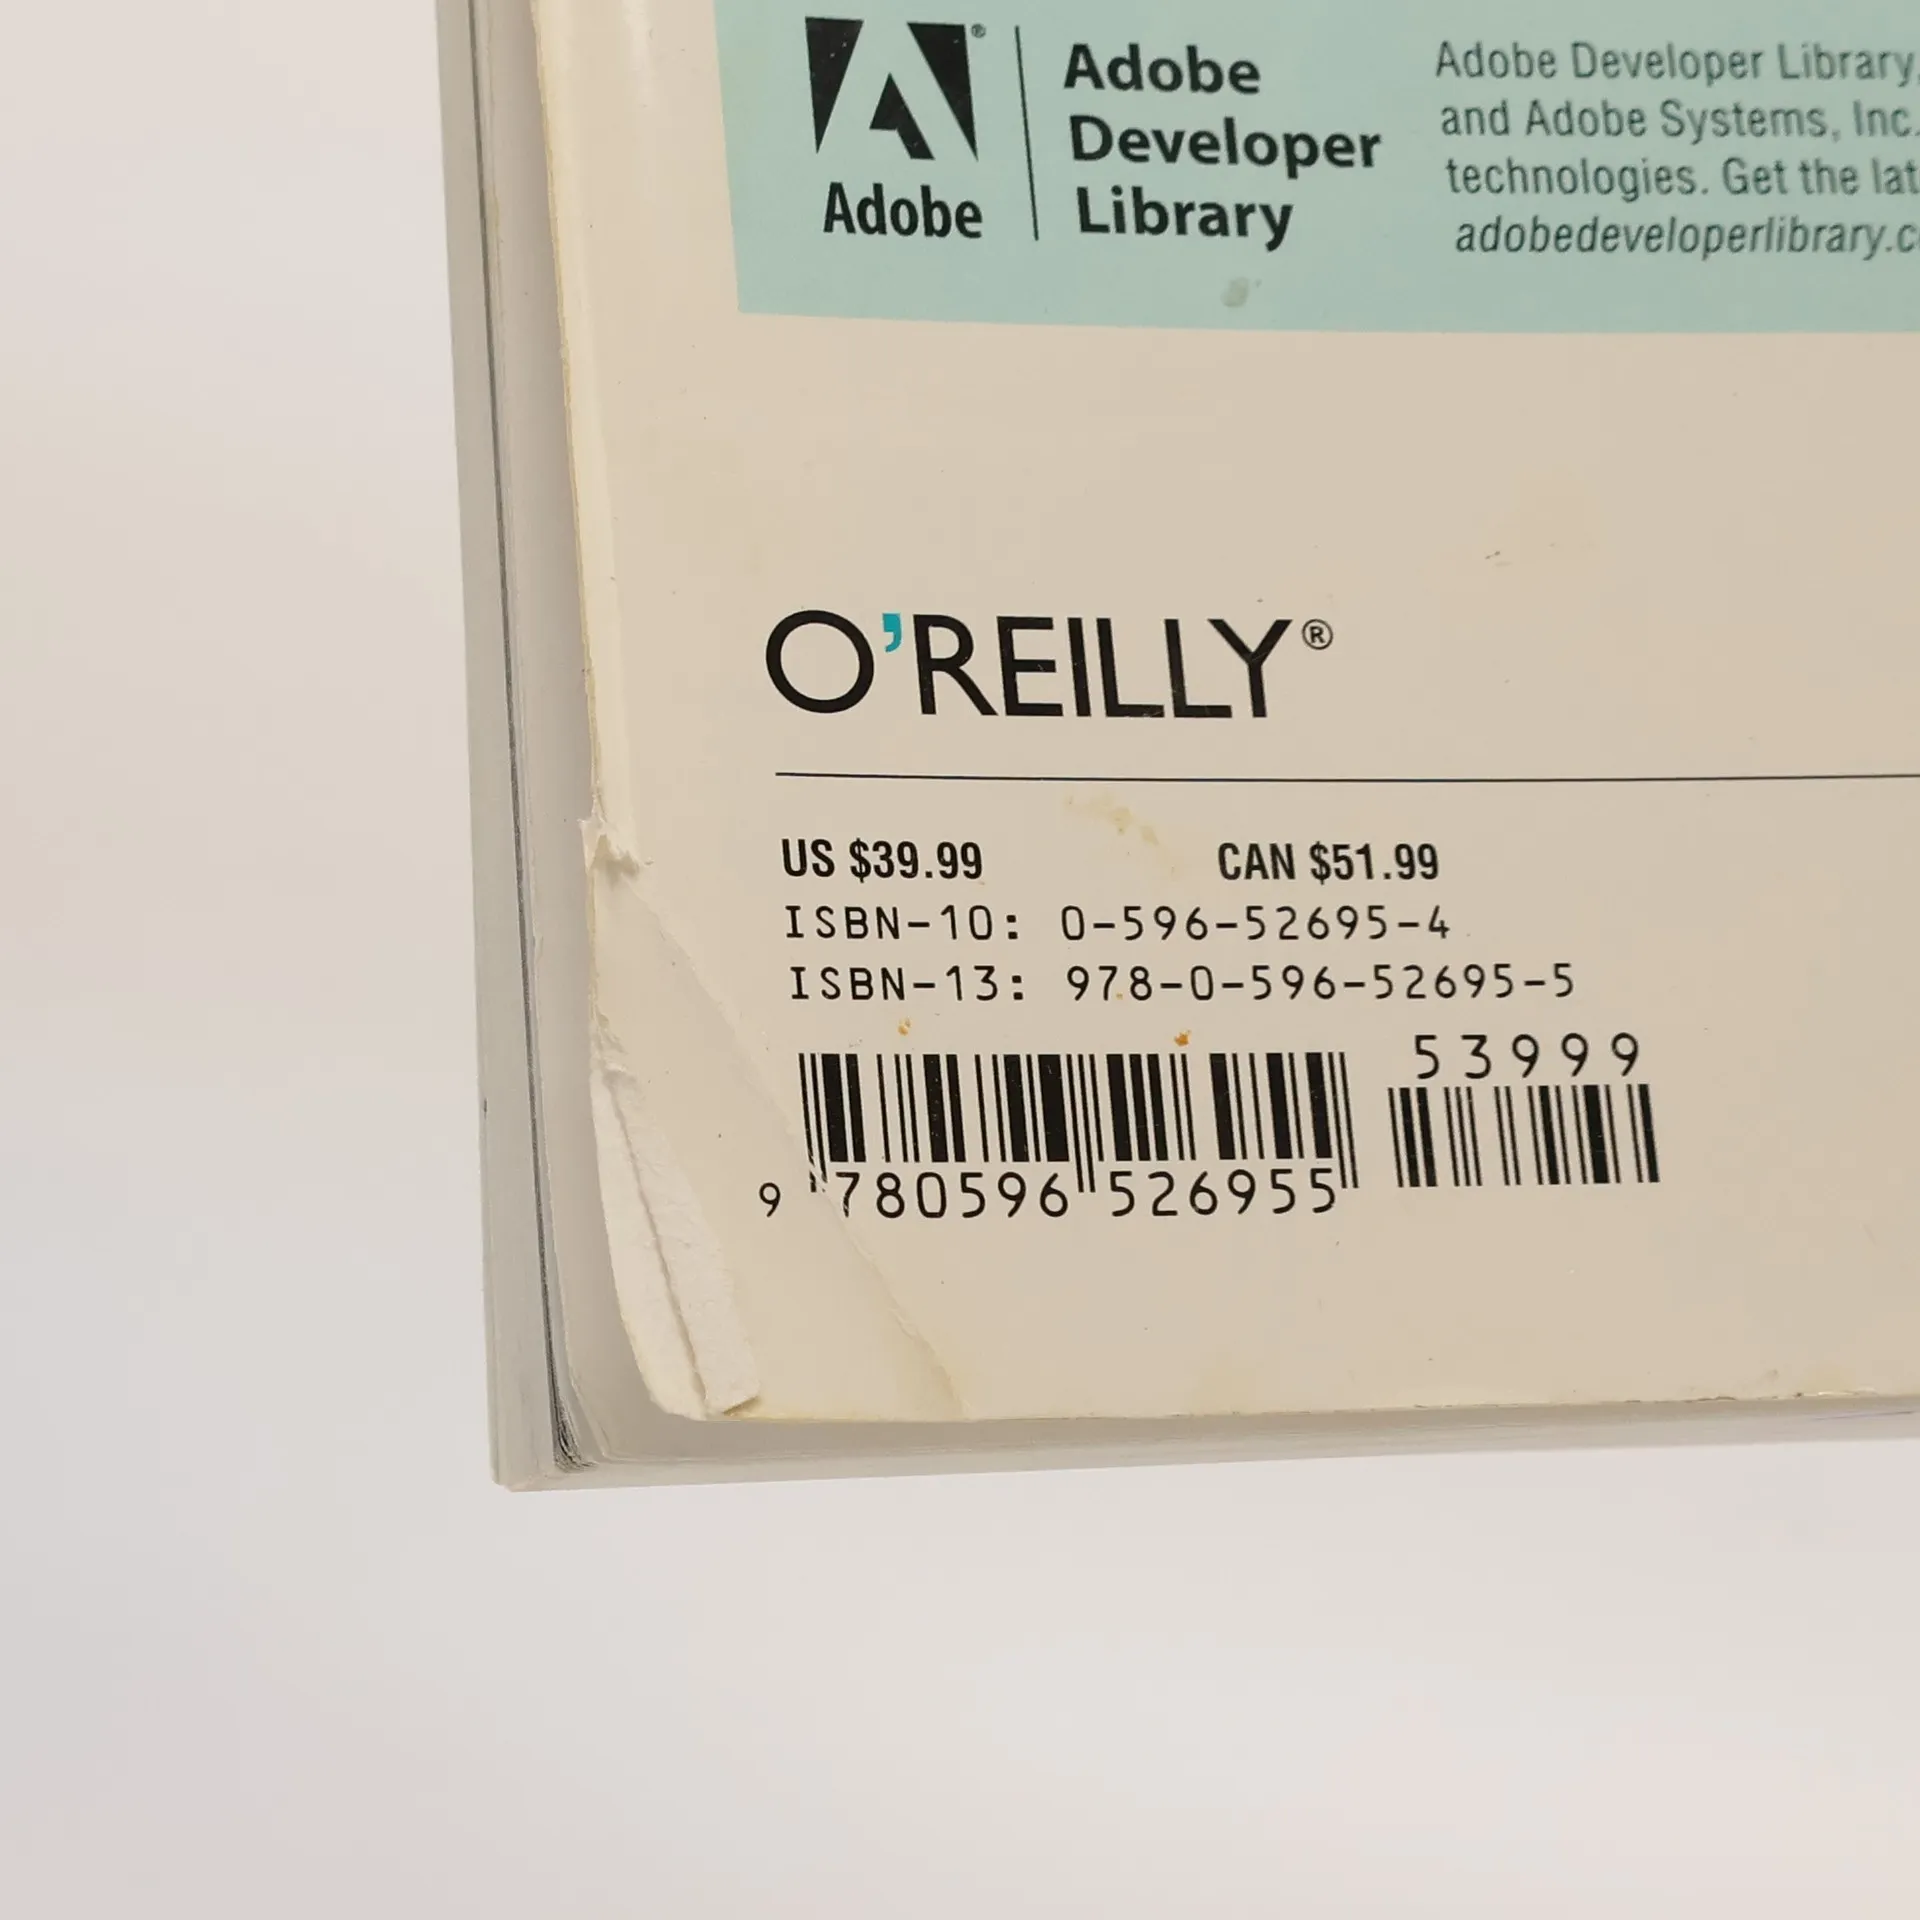 Adobe
Adobe
Developer
Library
Adobe Developer Library,
and Adobe Systems, Inc.
technologies. Get the
adobedeveloperlibrary.c
O'REILLY®
US $39.99 CAN $51.99
ISBN-10: 0-596-52695-4
ISBN-13: 978-0-596-52695-5
53999
9 780596 526955